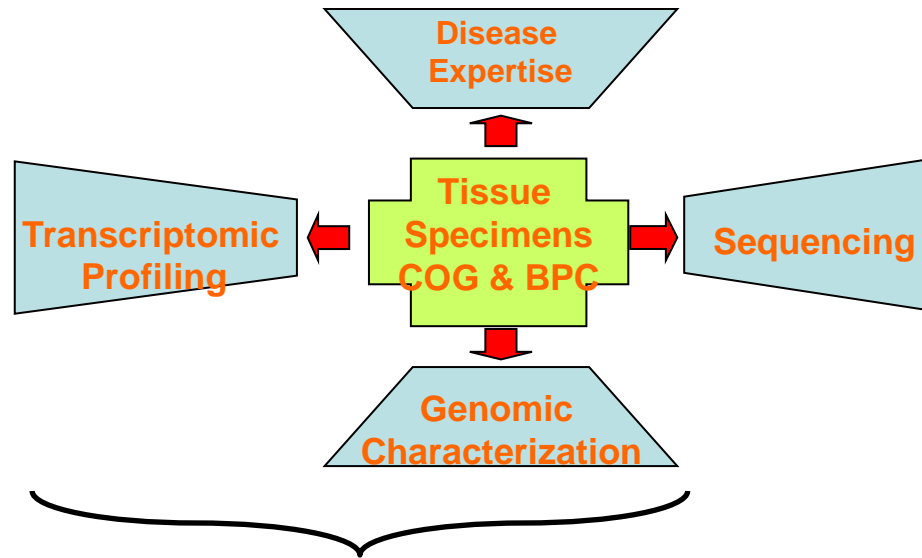 Disease
Expertise
Tissue
Specimens
COG & BPC
Transcriptomic
Profiling
Sequencing
Genomic
Characterization